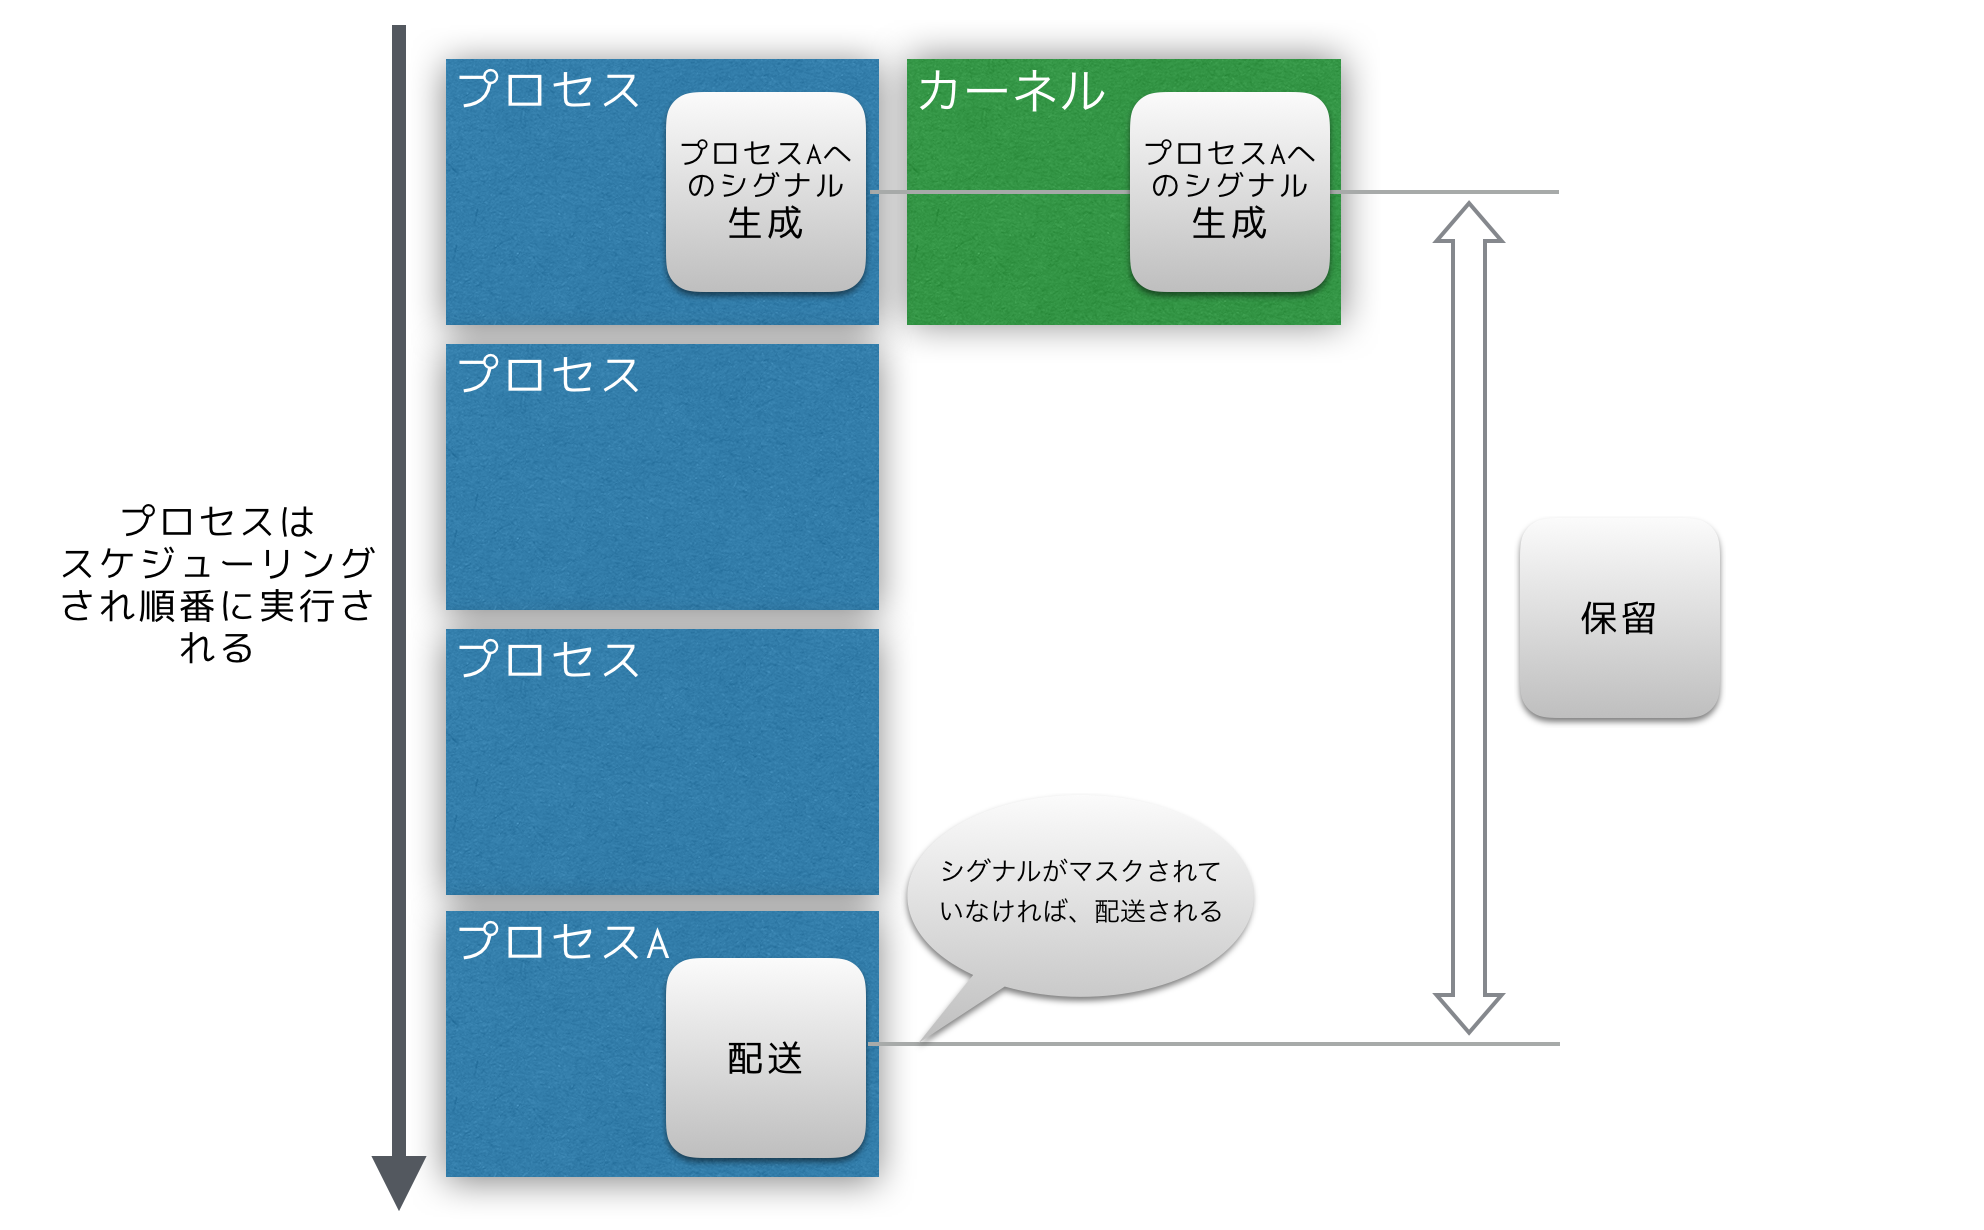 プロセス
プロセスAへ
のシグナル
生成
カーネル
プロセスAへ
のシグナル
生成
プロセス
プロセスは
スケジューリング
され順番に実行さ
れる
保留
プロセス
シグナルがマスクされて
いなければ、配送される
プロセスA
配送